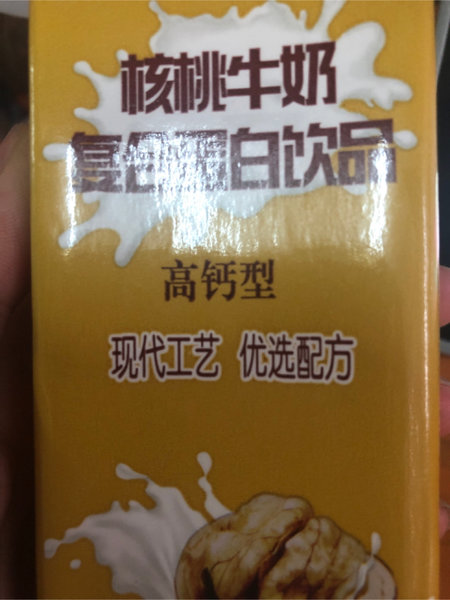 核桃牛奶
复合蛋白饮品
高钙型
现代工艺 优选配方